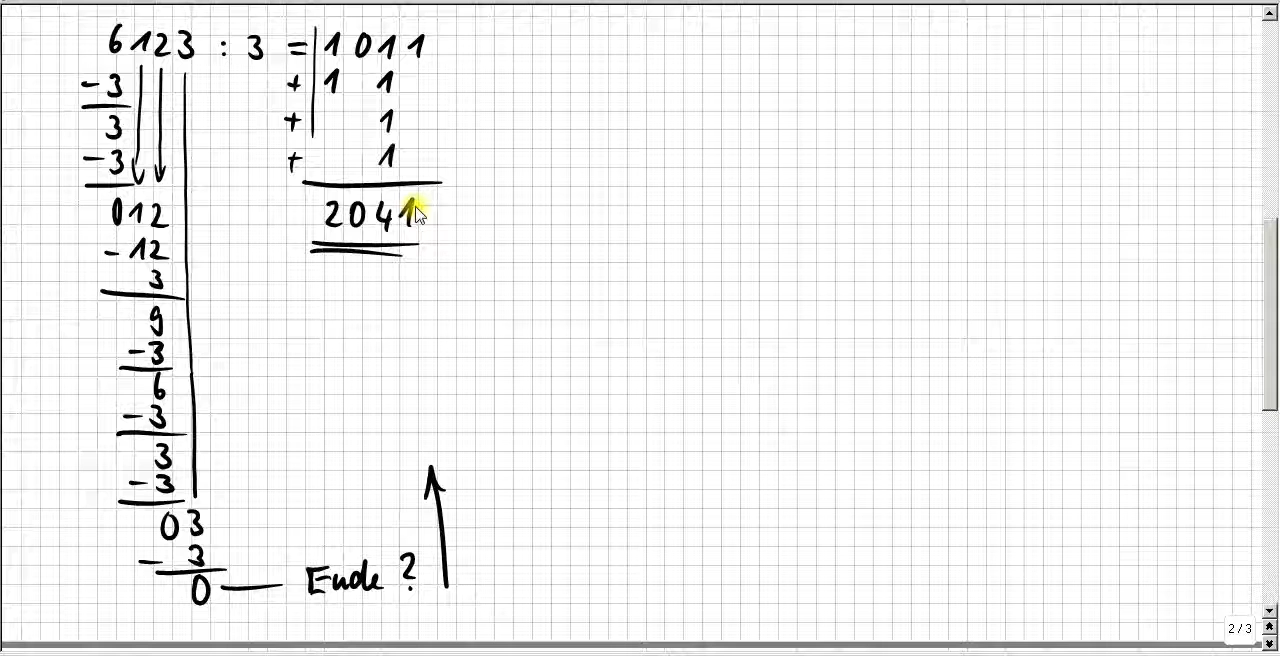 6123 : 3 = 1011
-3 + 1 1
3 + 1
-3 + 1
012 2041
-12
3
9
-3
6
-3
3
-3
03
- 3
0 — Ende ?
2/3